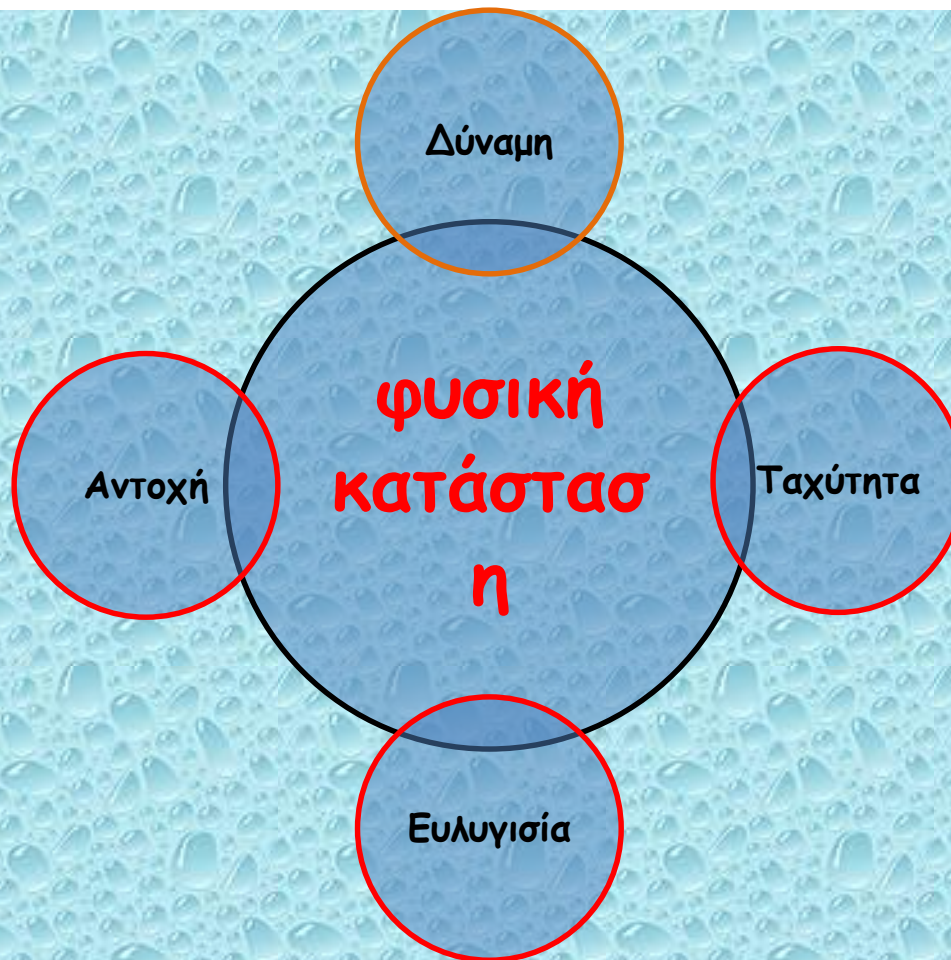 Δύναμη
φυσική
κατάστασ
η
Αντοχή
Ταχύτητα
Ευλυγισία